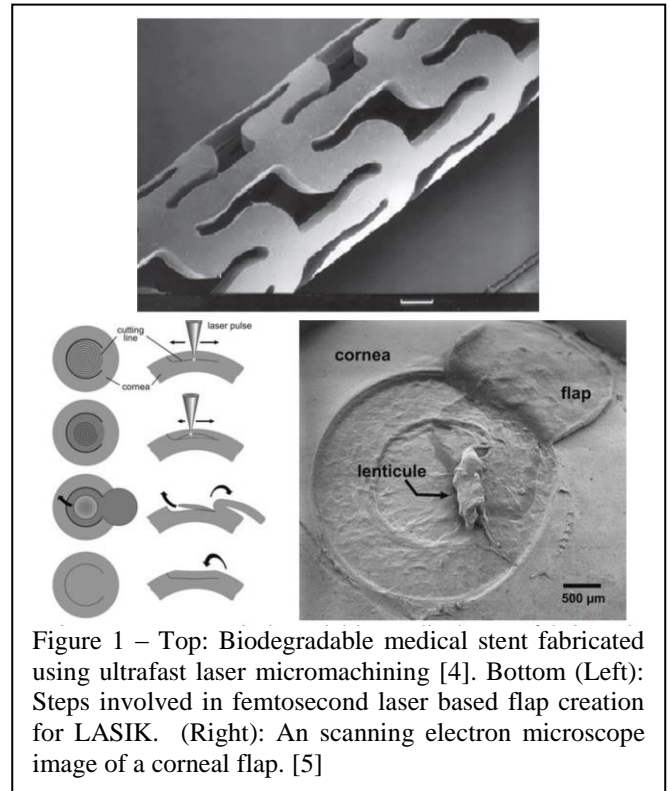 cutting
line
laser pulse
cornea
cornea
flap
lenticule
500 µm
Figure 1 – Top: Biodegradable medical stent fabricated
using ultrafast laser micromachining [4]. Bottom (Left):
Steps involved in femtosecond laser based flap creation
for LASIK. (Right): An scanning electron microscope
image of a corneal flap. [5]